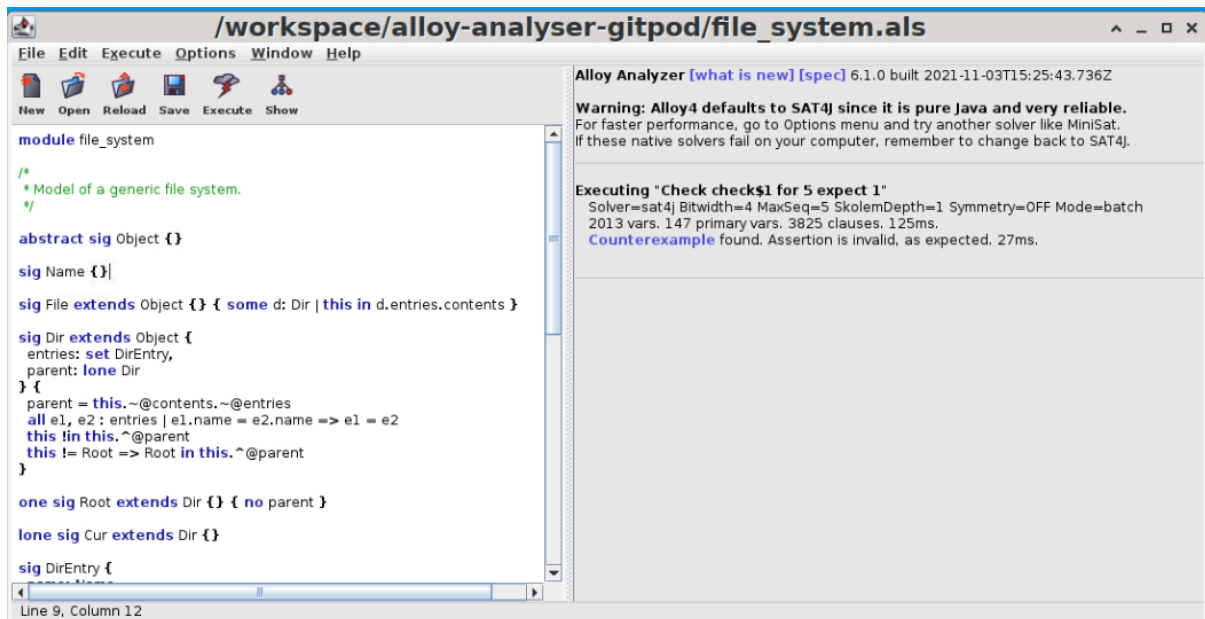 /workspace/alloy-analyser-gitpod/file_system.als
File Edit Execute Options Window Help
New Open Reload Save Execute Show
module file_system
/*
* Model of a generic file system.
*/
abstract sig Object {}
sig Name {}
sig File extends Object {} { some d: Dir | this in d.entries.contents }
sig Dir extends Object {
entries: set DirEntry,
parent: lone Dir
} {
parent = this.~@contents.~@entries
all e1, e2 : entries | e1.name = e2.name => e1 = e2
this !in this.^@parent
this != Root => Root in this.^@parent
}
one sig Root extends Dir {} { no parent }
lone sig Cur extends Dir {}
sig DirEntry {
Line 9, Column 12
Alloy Analyzer [what is new] [spec] 6.1.0 built 2021-11-03T15:25:43.736Z
Warning: Alloy4 defaults to SAT4J since it is pure Java and very reliable.
For faster performance, go to Options menu and try another solver like MiniSat.
If these native solvers fail on your computer, remember to change back to SAT4J.
Executing "Check check$1 for 5 expect 1"
Solver=sat4j Bitwidth=4 MaxSeq=5 SkolemDepth=1 Symmetry=OFF Mode=batch
2013 vars. 147 primary vars. 3825 clauses. 125ms.
Counterexample found. Assertion is invalid, as expected. 27ms.